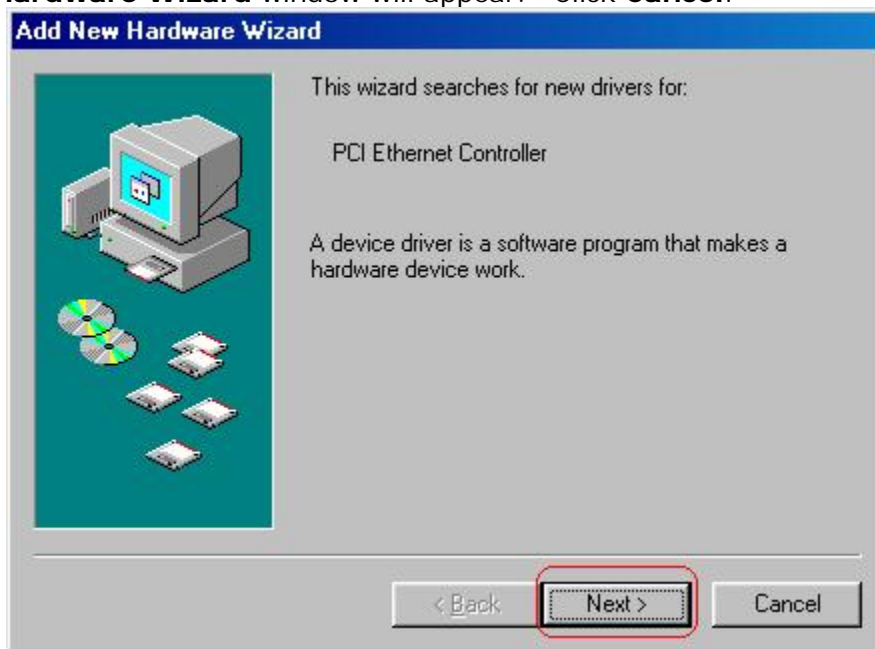 Hardware Wizard window will appear. Click Cancel.
Add New Hardware Wizard
This wizard searches for new drivers for:
PCI Ethernet Controller
A device driver is a software program that makes a
hardware device work.
< Back
Next >
Cancel